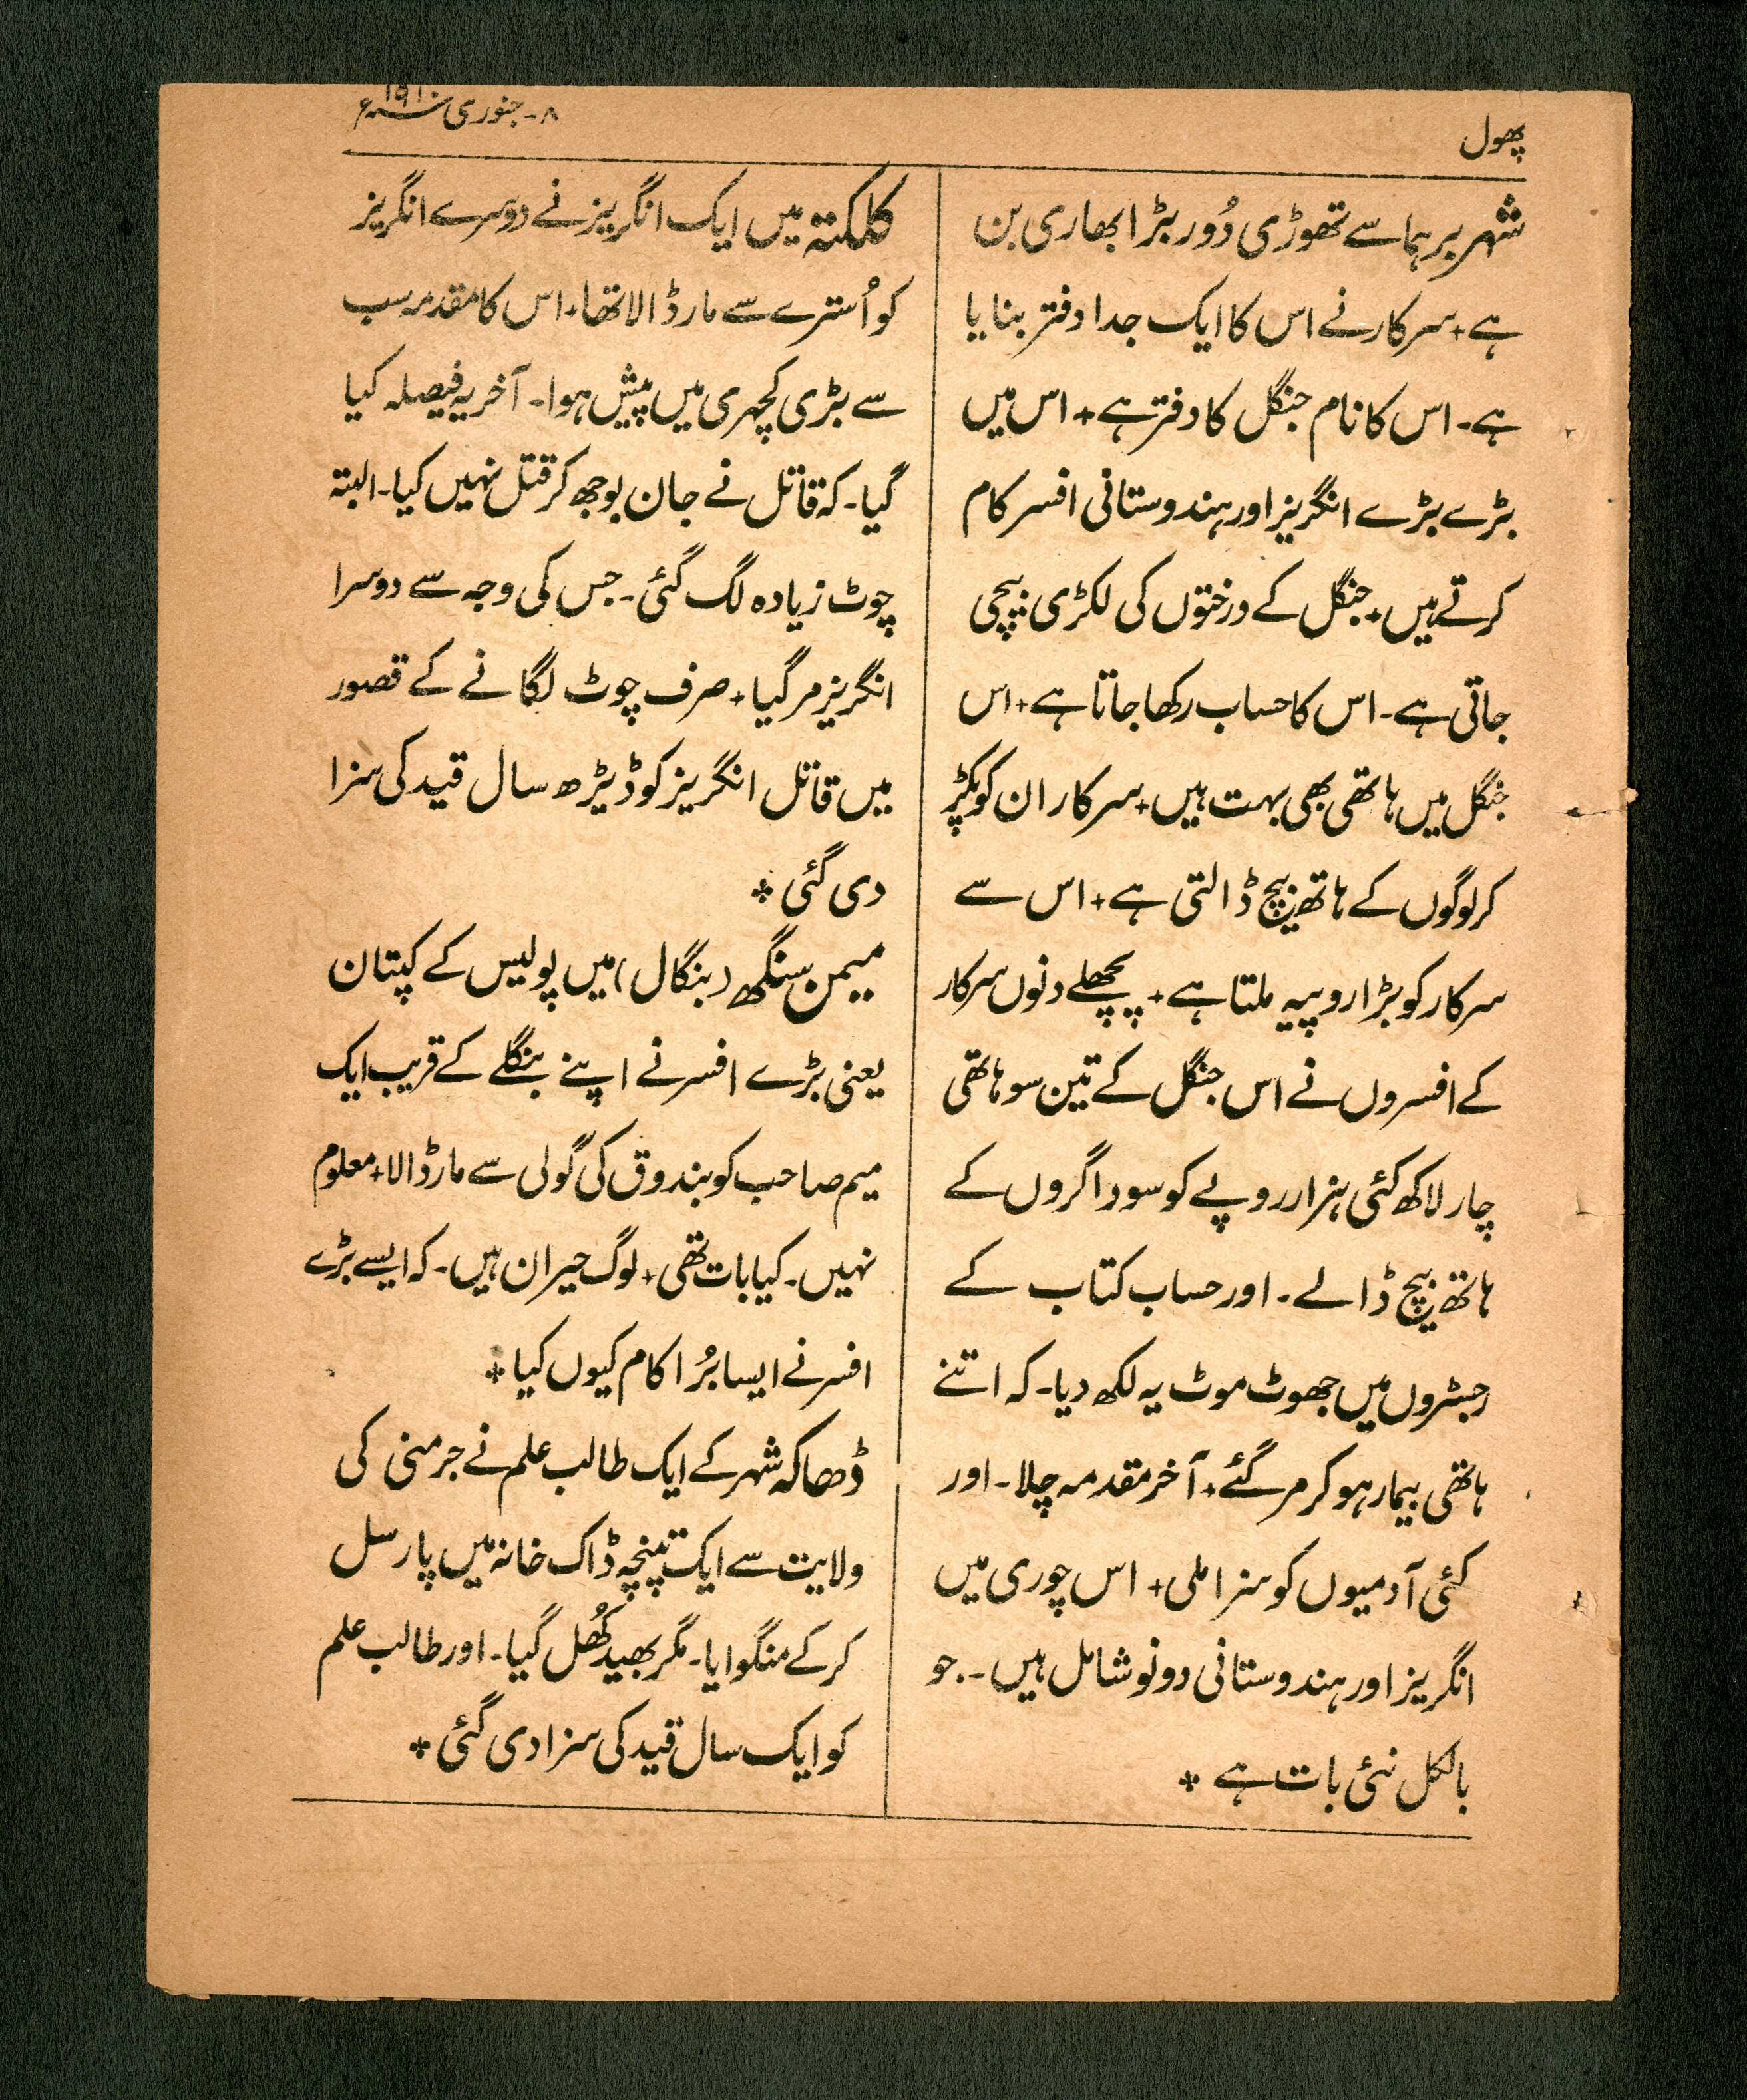 پھول
۸۔ جنوری سنہ ۱۹۱۰ء
شہر برہما سے تھوڑی دُور بڑا بھاری بن
ہے + سرکار نے اس کا ایک جدا دفتر بنایا
ہے۔ اس کا نام جنگل کا دفتر ہے + اس میں
بڑے بڑے انگریز اور ہندوستانی افسر کام
کرتے ہیں + جنگل کے درختوں کی لکڑی بیچی
جاتی ہے۔ اس کا حساب رکھا جاتا ہے + اس
جنگل میں ہاتھی بھی بہت ہیں + سرکار ان کو پکڑ
کر لوگوں کے ہاتھ بیچ ڈالتی ہے + اس سے
سرکار کو بڑا روپیہ ملتا ہے + پچھلے دنوں سرکار
کے افسروں نے اس جنگل کے تین سو ہاتھی
چار لاکھ کئی ہزار روپے کو سوداگروں کے
ہاتھ بیچ ڈالے۔ اور حساب کتاب کے
رجسٹروں میں جھوٹ موٹ یہ لکھ دیا۔ کہ اتنے
ہاتھی بیمار ہو کر مر گئے + آخر مقدمہ چلا۔ اور
کئی آدمیوں کو سزا ملی + اس چوری میں
انگریز اور ہندوستانی دونو شامل ہیں۔ جو
بالکل نئی بات ہے ٭
کلکتہ میں ایک انگریز نے دوسرے انگریز
کو اُسترے سے مار ڈالا تھا + اس کا مقدمہ سب
سے بڑی کچہری میں پیش ہوا۔ آخر یہ فیصلہ کیا
گیا۔ کہ قاتل نے جان بوجھ کر قتل نہیں کیا۔ البتہ
چوٹ زیادہ لگ گئی۔ جس کی وجہ سے دوسرا
انگریز مر گیا + صرف چوٹ لگانے کے قصور
میں قاتل انگریز کو ڈیڑھ سال قید کی سزا
دی گئی ٭
میمن سنگھ (بنگال) میں پولیس کے کپتان
یعنی بڑے افسر نے اپنے بنگلے کے قریب ایک
میم صاحب کو بندوق کی گولی سے مار ڈالا + معلوم
نہیں۔ کیا بات تھی + لوگ حیران ہیں۔ کہ ایسے بڑے
افسر نے ایسا بُرا کام کیوں کیا ٭
ڈھاکہ شہر کے ایک طالب علم نے جرمنی کی
ولایت سے ایک تپنچہ ڈاک خانہ میں پارسل
کر کے منگوایا۔ مگر بھید کُھل گیا۔ اور طالب علم
کو ایک سال قید کی سزا دی گئی ٭